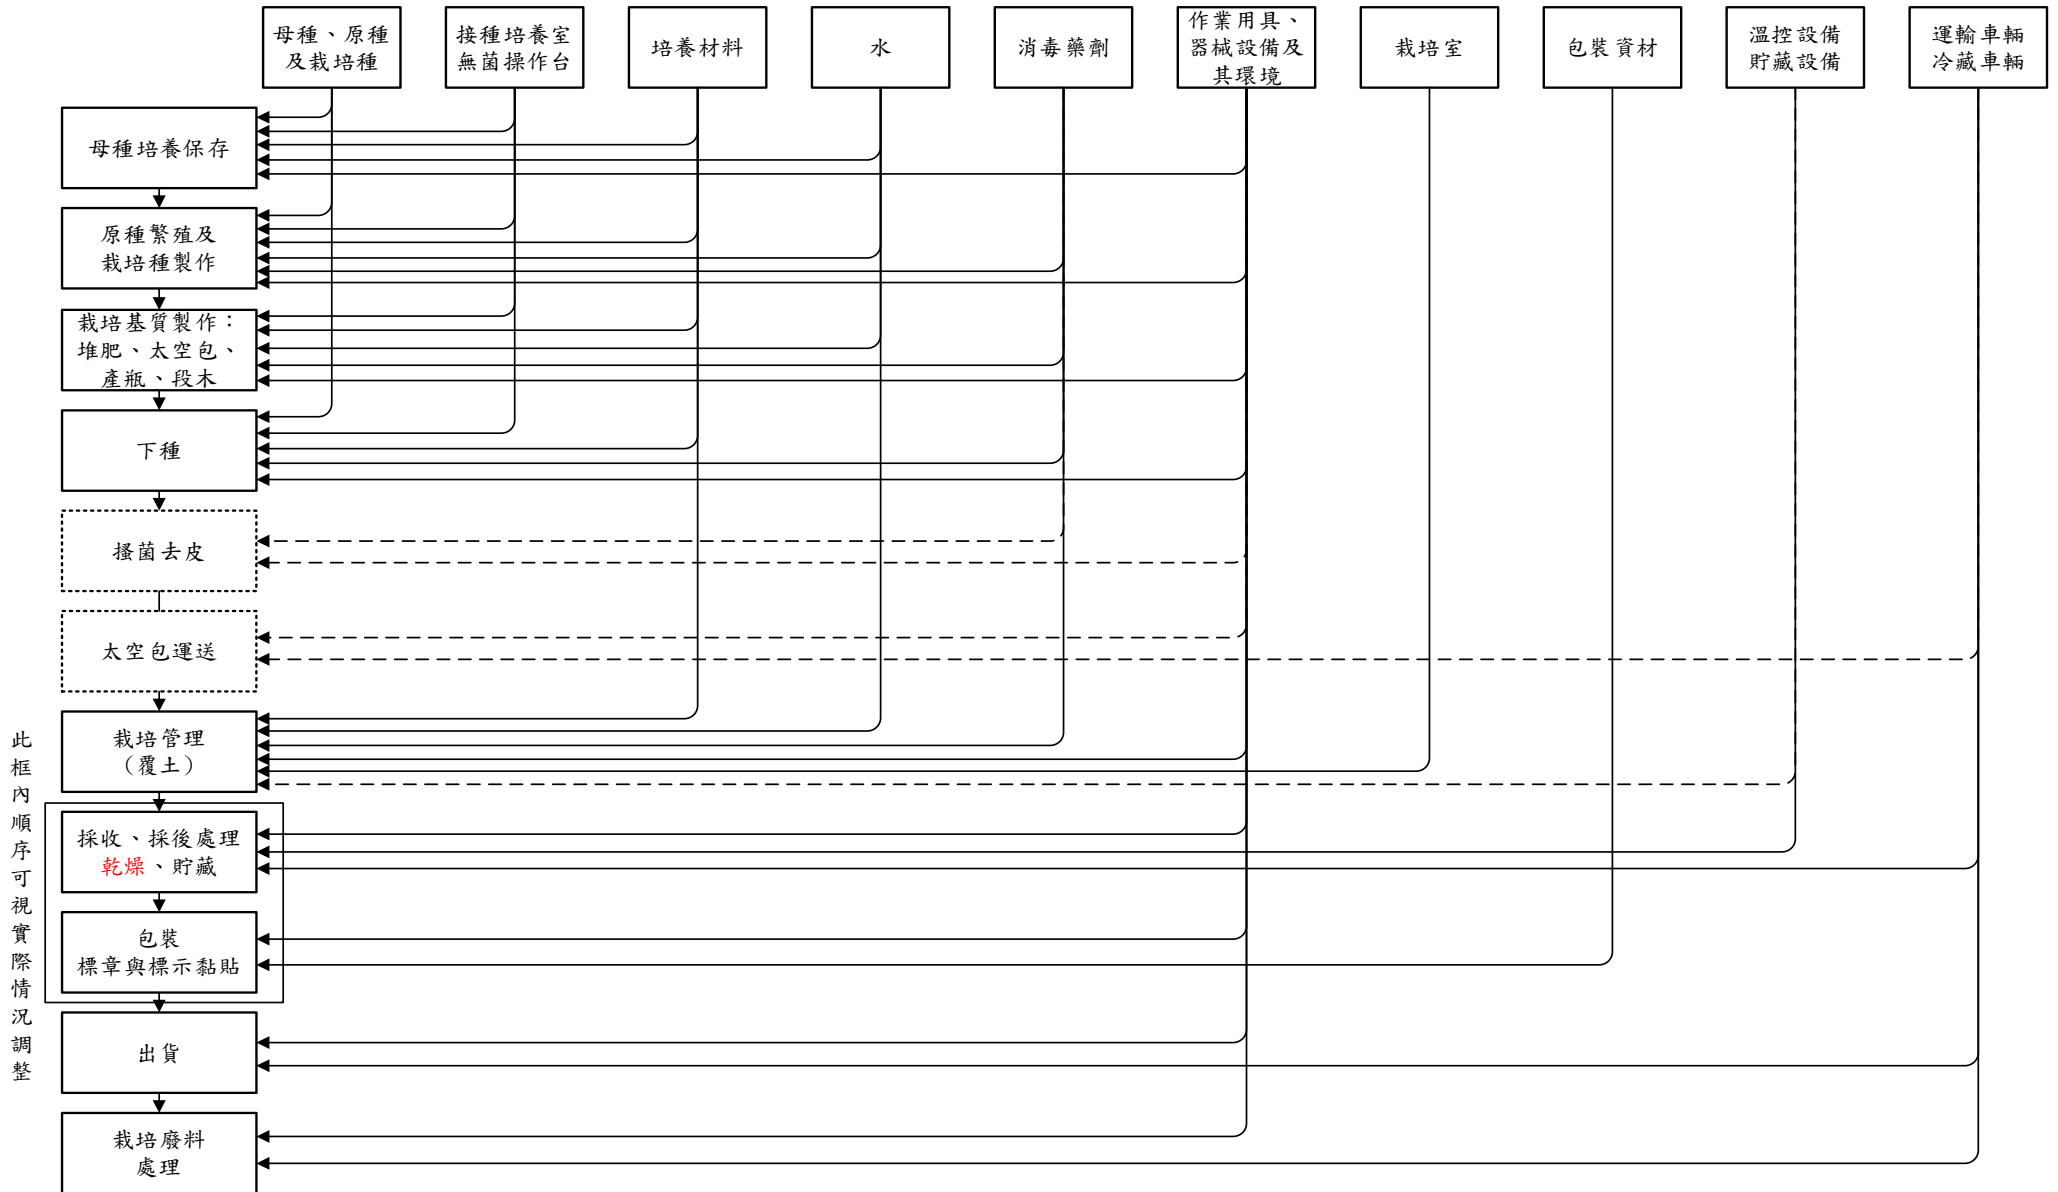 母種、原種
及栽培種
接種培養室
無菌操作台
培養材料
水
消毒藥劑
作業用具、
器械設備及
其環境
栽培室
包裝資材
溫控設備
貯藏設備
運輸車輛
冷藏車輛
母種培養保存
原種繁殖及
栽培種製作
栽培基質製作：
堆肥、太空包、
產瓶、段木
下種
搔菌去皮
太空包運送
栽培管理
（覆土）
採收、採後處理
乾燥、貯藏
包裝
標章與標示黏貼
出貨
栽培廢料
處理
此框內順序可視實際情況調整